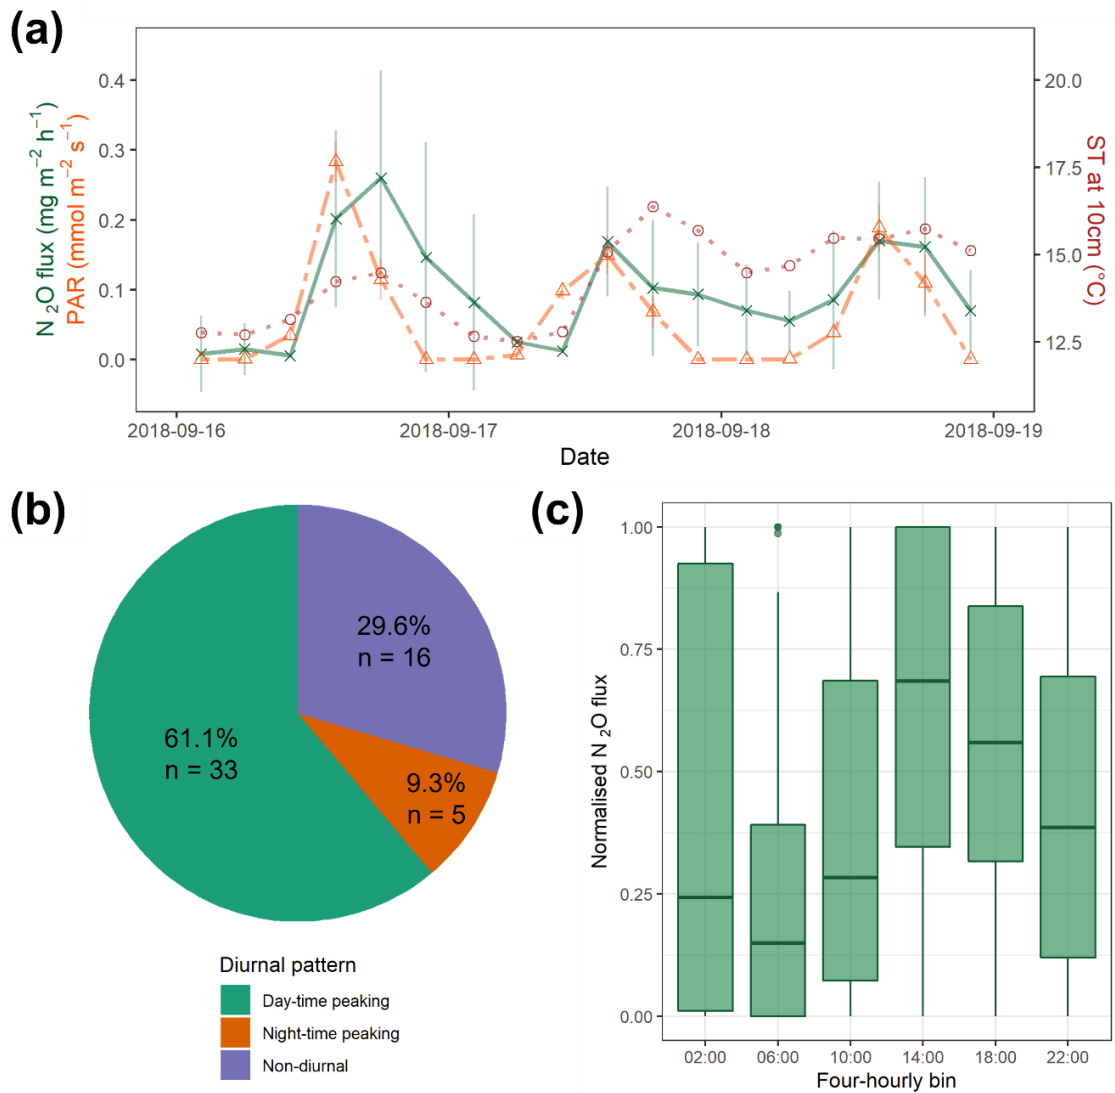 (a)
N2O flux (mg m−2 h−1)
PAR (mmol m−2 s−1)
0.4
0.3
0.2
0.1
0.0
20.0
17.5
15.0
12.5
ST at 10cm (°C)
2018-09-16
2018-09-17
2018-09-18
2018-09-19
Date
(b)
29.6%
n = 16
61.1%
n = 33
9.3%
n = 5
Diurnal pattern
Day-time peaking
Night-time peaking
Non-diurnal
(c)
Normalised N2O flux
1.00
0.75
0.50
0.25
0.00
02:00
06:00
10:00
14:00
18:00
22:00
Four-hourly bin